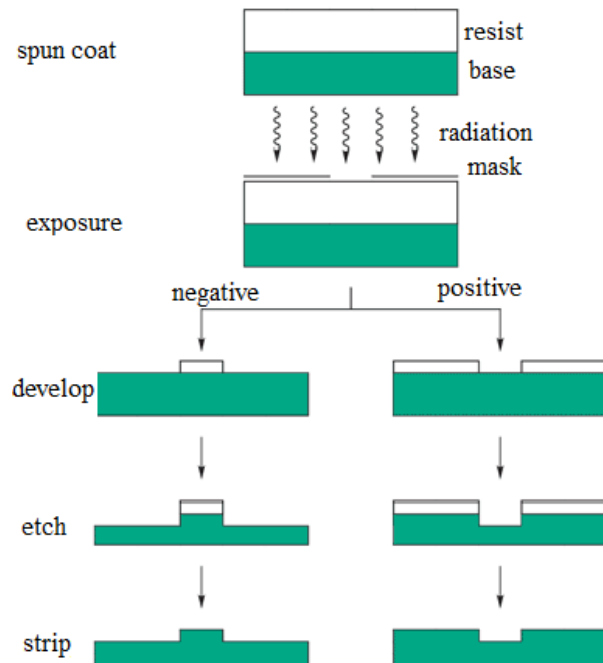 spun coat
resist
base
radiation
mask
exposure
negative
positive
develop
etch
strip